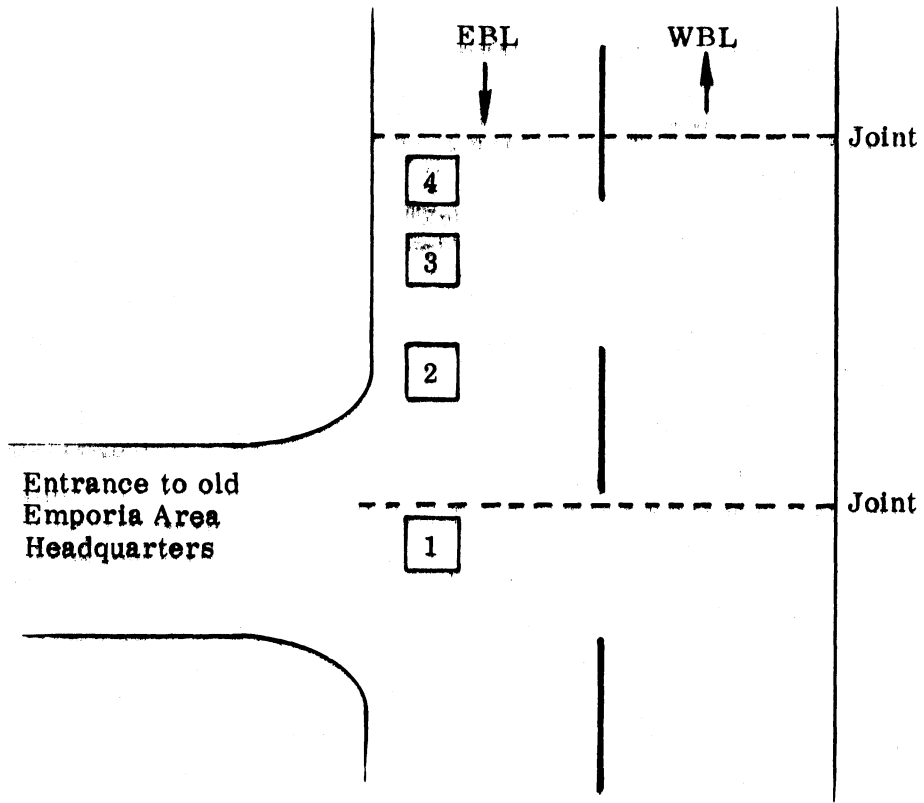 EBL
WBL
Joint
4
3
2
Entrance to old
Emporia Area
Headquarters
Joint
1